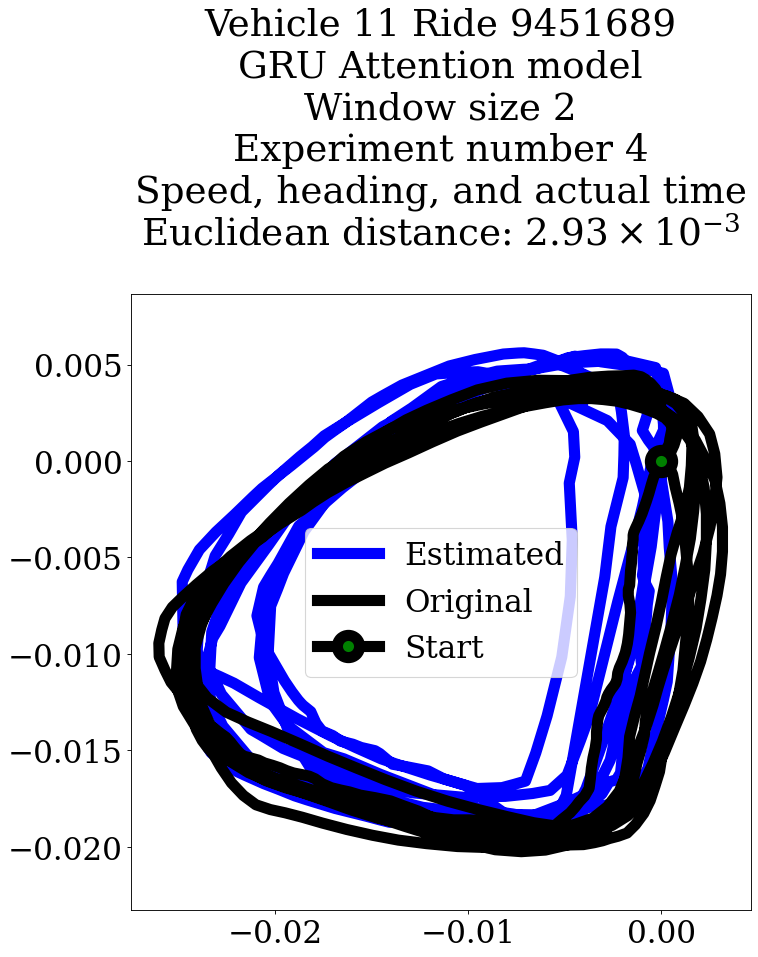 Vehicle 11 Ride 9451689
GRU Attention model
Window size 2
Experiment number 4
Speed, heading, and actual time
Euclidean distance: 2.93 × 10⁻³
0.005
0.000
−0.005
−0.010
−0.015
−0.020
Estimated
Original
Start
−0.02
−0.01
0.00